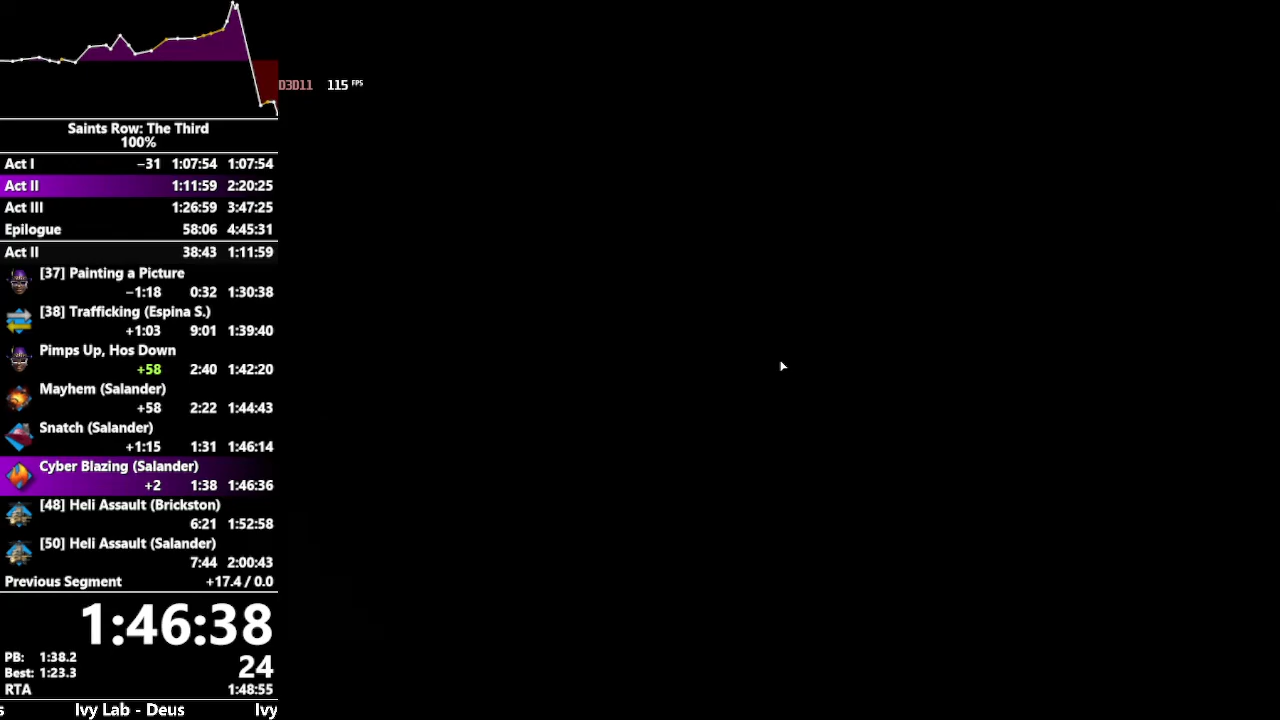 D3D11 115 FPS
Saints Row: The Third
100%
Act I −31 1:07:54 1:07:54
Act II 1:11:59 2:20:25
Act III 1:26:59 3:47:25
Epilogue 58:06 4:45:31
Act II 38:43 1:11:59
[37] Painting a Picture
−1:18 0:32 1:30:38
[38] Trafficking (Espina S.)
+1:03 9:01 1:39:40
Pimps Up, Hos Down
+58 2:40 1:42:20
Mayhem (Salander)
+58 2:22 1:44:43
Snatch (Salander)
+1:15 1:31 1:46:14
Cyber Blazing (Salander)
+2 1:38 1:46:36
[48] Heli Assault (Brickston)
6:21 1:52:58
[50] Heli Assault (Salander)
7:44 2:00:43
Previous Segment +17.4 / 0.0
1:46:38
PB: 1:38.2
24
Best: 1:23.3
RTA 1:48:55
s Ivy Lab - Deus Ivy